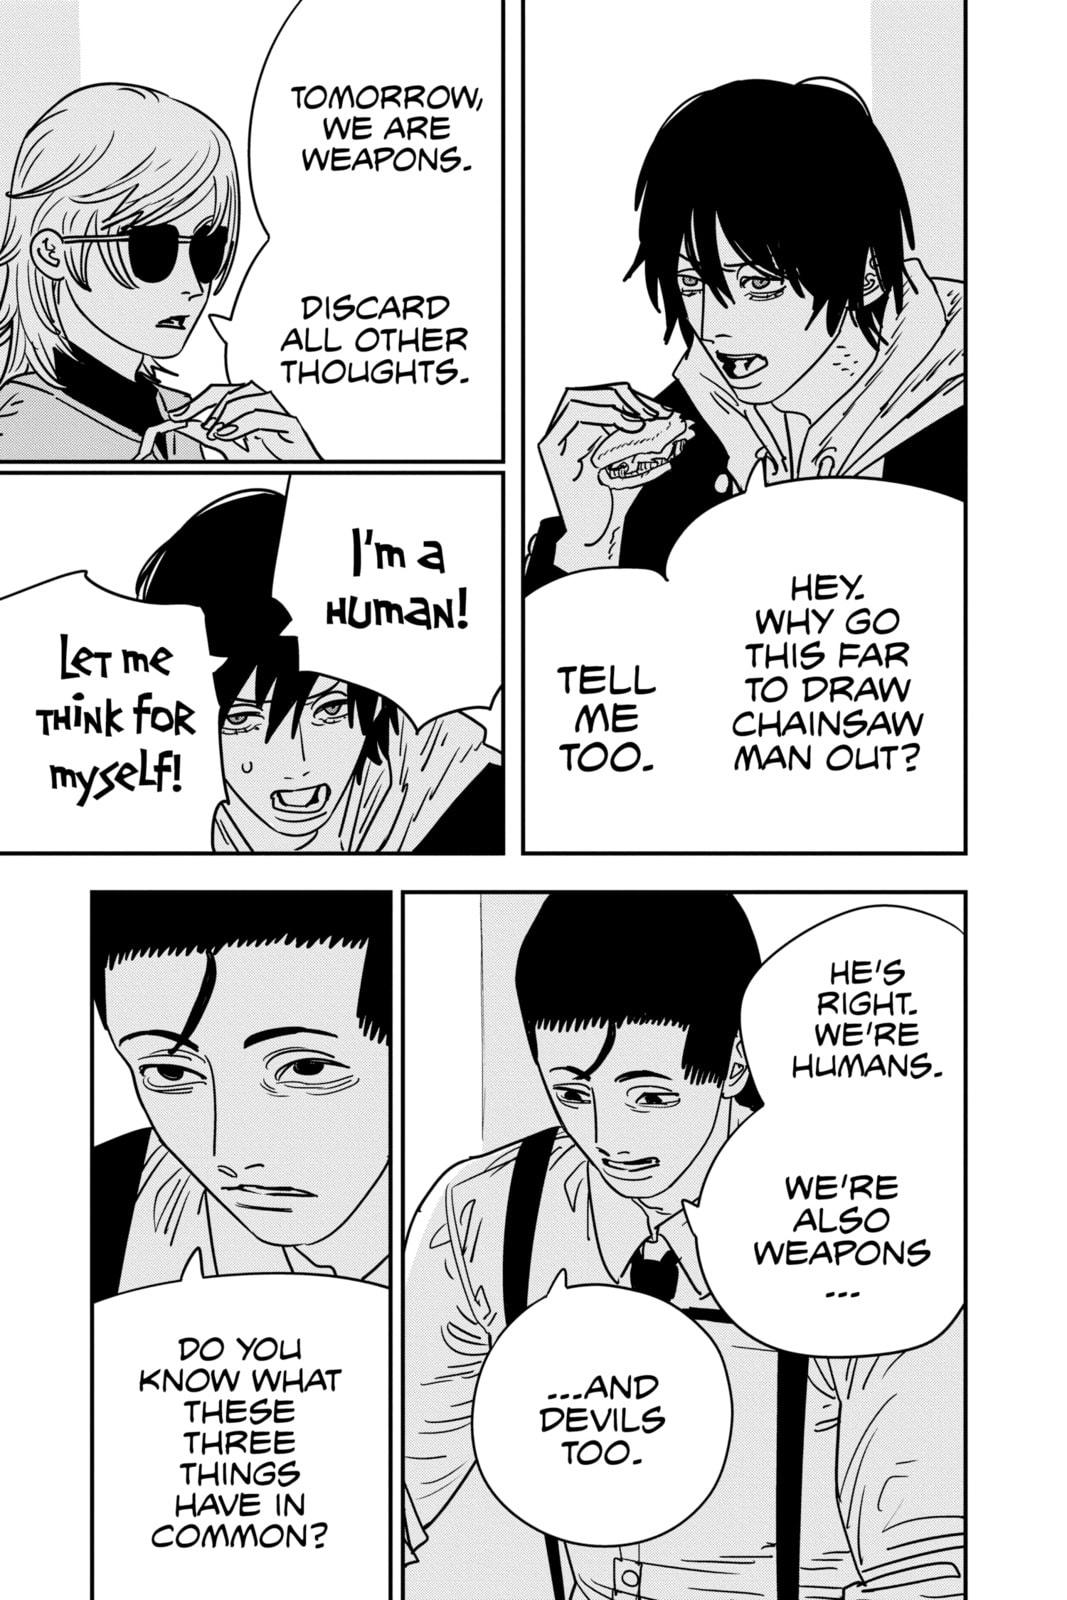 HEY.
WHY GO
THIS FAR
TO DRAW
CHAINSAW
MAN OUT?
TELL
ME
TOO.
TOMORROW,
WE ARE
WEAPONS.
DISCARD
ALL OTHER
THOUGHTS.
I'm a
HUMAN!
LET me
THINK FOR
myself!
HE'S
RIGHT.
WE'RE
HUMANS.
WE'RE
ALSO
WEAPONS
...
...AND
DEVILS
TOO.
DO YOU
KNOW WHAT
THESE
THREE
THINGS
HAVE IN
COMMON?